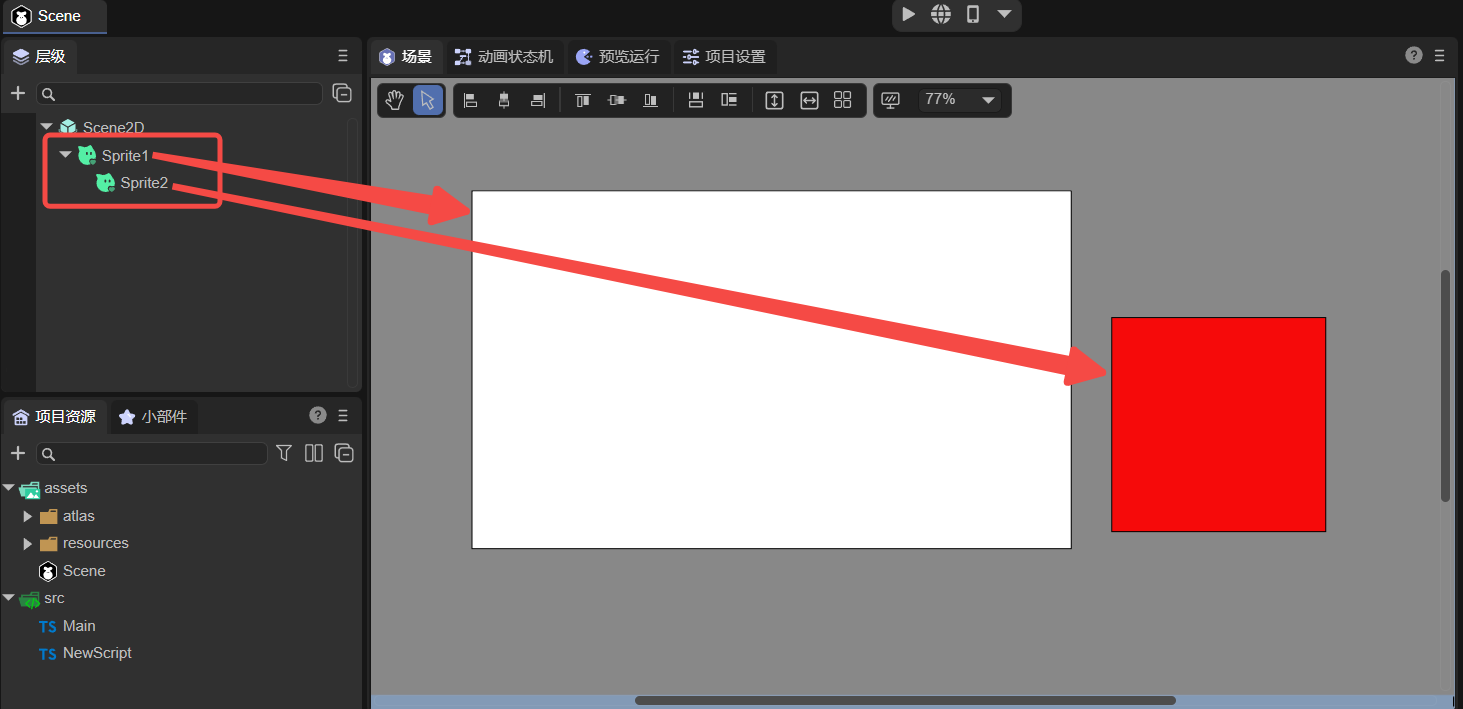 Scene
层级
场景
动画状态机
预览运行
项目设置
?
77%
Scene2D
Sprite1
Sprite2
项目资源
小部件
?
assets
atlas
resources
Scene
src
TS Main
TS NewScript